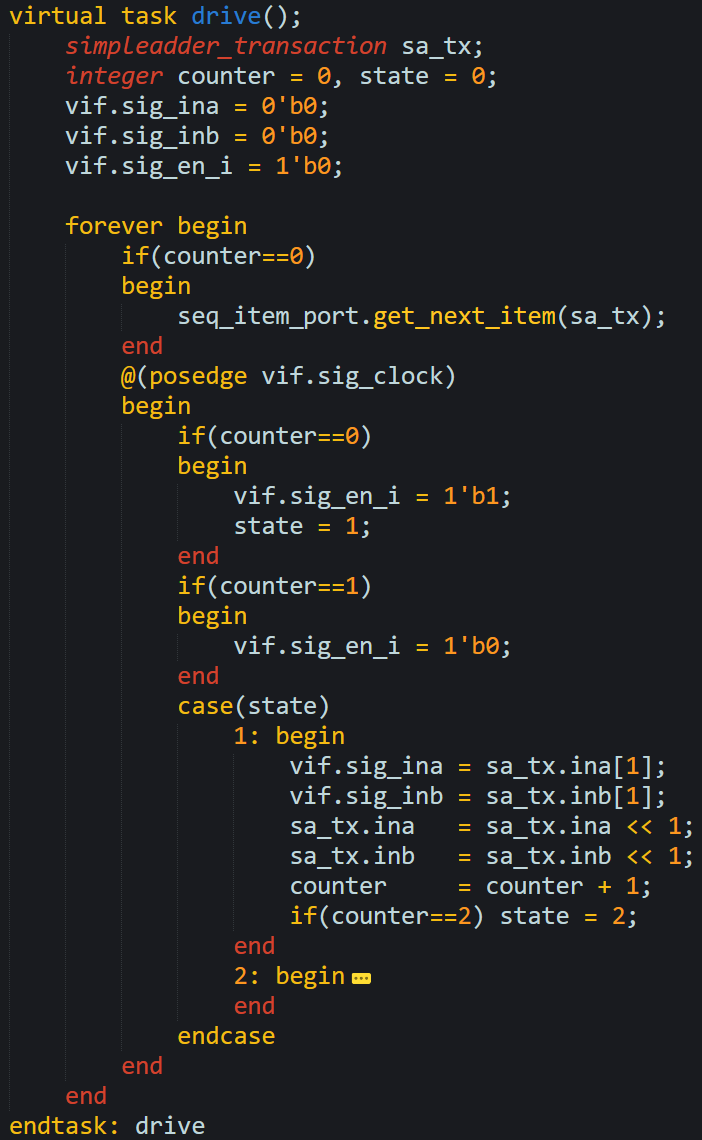 virtual task drive();
simpleadder_transaction sa_tx;
integer counter = 0, state = 0;
vif.sig_ina = 0'b0;
vif.sig_inb = 0'b0;
vif.sig_en_i = 1'b0;
forever begin
if(counter==0)
begin
seq_item_port.get_next_item(sa_tx);
end
@(posedge vif.sig_clock)
begin
if(counter==0)
begin
vif.sig_en_i = 1'b1;
state = 1;
end
if(counter==1)
begin
vif.sig_en_i = 1'b0;
end
case(state)
1: begin
vif.sig_ina = sa_tx.ina[1];
vif.sig_inb = sa_tx.inb[1];
sa_tx.ina   = sa_tx.ina << 1;
sa_tx.inb   = sa_tx.inb << 1;
counter     = counter + 1;
if(counter==2) state = 2;
end
2: begin
end
endcase
end
end
endtask: drive